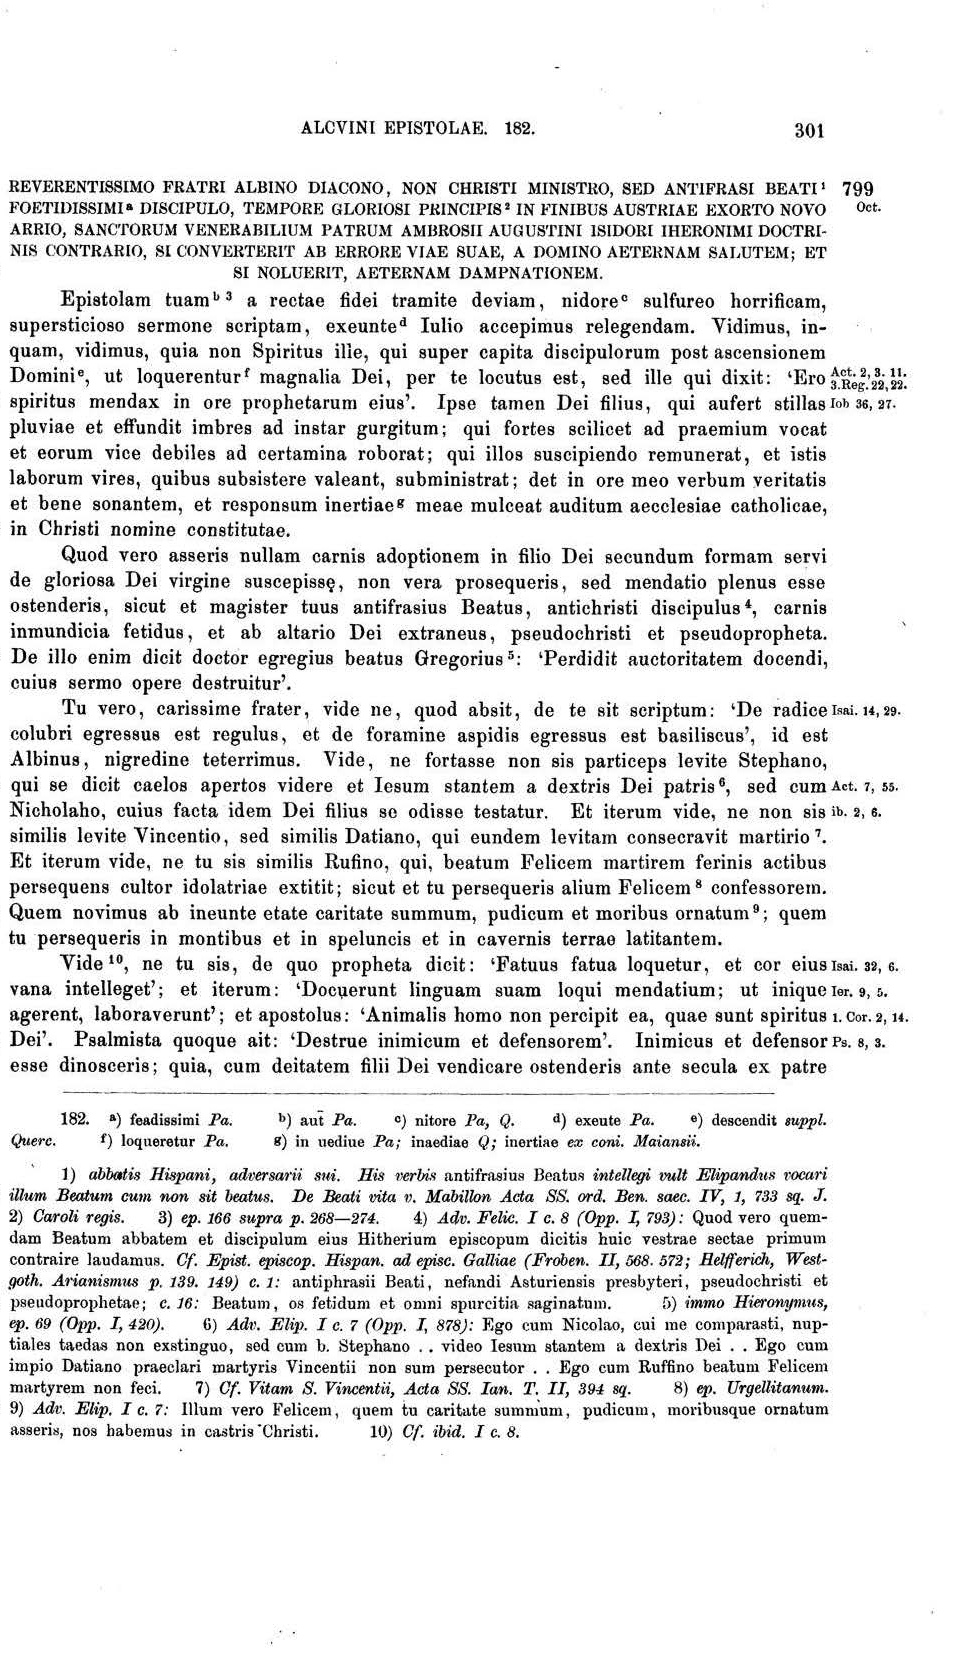 ALCVINI EPISTOLAE. 182. 301
REVERENTISSIMO FRATRI ALBINO DIACONO, NON CHRISTI MINISTRO, SED ANTIFRASI BEATI¹ 799
FOETIDISSIMIᵃ DISCIPULO, TEMPORE GLORIOSI PRINCIPIS² IN FINIBUS AUSTRIAE EXORTO NOVO Oct.
ARRIO, SANCTORUM VENERABILIUM PATRUM AMBROSII AUGUSTINI ISIDORI IHERONIMI DOCTRI-
NIS CONTRARIO, SI CONVERTERIT AB ERRORE VIAE SUAE, A DOMINO AETERNAM SALUTEM; ET
SI NOLUERIT, AETERNAM DAMPNATIONEM.
Epistolam tuamᵇ ³ a rectae fidei tramite deviam, nidoreᶜ sulfureo horrificam,
supersticioso sermone scriptam, exeunteᵈ Iulio accepimus relegendam. Vidimus, in-
quam, vidimus, quia non Spiritus ille, qui super capita discipulorum post ascensionem
Dominiᵉ, ut loquerenturᶠ magnalia Dei, per te locutus est, sed ille qui dixit: ‘Ero Act. 2, 3. 11. 3.Reg. 22,22.
spiritus mendax in ore prophetarum eius’. Ipse tamen Dei filius, qui aufert stillas Iob 36, 27.
pluviae et effundit imbres ad instar gurgitum; qui fortes scilicet ad praemium vocat
et eorum vice debiles ad certamina roborat; qui illos suscipiendo remunerat, et istis
laborum vires, quibus subsistere valeant, subministrat; det in ore meo verbum veritatis
et bene sonantem, et responsum inertiaeᵍ meae mulceat auditum aecclesiae catholicae,
in Christi nomine constitutae.
Quod vero asseris nullam carnis adoptionem in filio Dei secundum formam servi
de gloriosa Dei virgine suscepissę, non vera prosequeris, sed mendatio plenus esse
ostenderis, sicut et magister tuus antifrasius Beatus, antichristi discipulus⁴, carnis
inmundicia fetidus, et ab altario Dei extraneus, pseudochristi et pseudopropheta.
De illo enim dicit doctor egregius beatus Gregorius⁵: ‘Perdidit auctoritatem docendi,
cuius sermo opere destruitur’.
Tu vero, carissime frater, vide ne, quod absit, de te sit scriptum: ‘De radice Isai. 14, 29.
colubri egressus est regulus, et de foramine aspidis egressus est basiliscus’, id est
Albinus, nigredine teterrimus. Vide, ne fortasse non sis particeps levite Stephano,
qui se dicit caelos apertos videre et Iesum stantem a dextris Dei patris⁶, sed cum Act. 7, 55.
Nicholaho, cuius facta idem Dei filius se odisse testatur. Et iterum vide, ne non sis ib. 2, 6.
similis levite Vincentio, sed similis Datiano, qui eundem levitam consecravit martirio⁷.
Et iterum vide, ne tu sis similis Rufino, qui, beatum Felicem martirem ferinis actibus
persequens cultor idolatriae extitit; sicut et tu persequeris alium Felicem⁸ confessorem.
Quem novimus ab ineunte etate caritate summum, pudicum et moribus ornatum⁹; quem
tu persequeris in montibus et in speluncis et in cavernis terrae latitantem.
Vide¹⁰, ne tu sis, de quo propheta dicit: ‘Fatuus fatua loquetur, et cor eius Isai. 32, 6.
vana intelleget’; et iterum: ‘Docuerunt linguam suam loqui mendatium; ut inique Ier. 9, 5.
agerent, laboraverunt’; et apostolus: ‘Animalis homo non percipit ea, quae sunt spiritus 1. Cor. 2, 14.
Dei’. Psalmista quoque ait: ‘Destrue inimicum et defensorem’. Inimicus et defensor Ps. 8, 3.
esse dinosceris; quia, cum deitatem filii Dei vendicare ostenderis ante secula ex patre
182. ᵃ) feadissimi Pa. ᵇ) aut̄ Pa. ᶜ) nitore Pa, Q. ᵈ) exeute Pa. ᵉ) descendit suppl.
Querc. ᶠ) loqueretur Pa. ᵍ) in uediue Pa; inaediae Q; inertiae ex coni. Maiansii.
1) abbatis Hispani, adversarii sui. His verbis antifrasius Beatus intellegi vult Elipandus vocari
illum Beatum cum non sit beatus. De Beati vita v. Mabillon Acta SS. ord. Ben. saec. IV, 1, 733 sq. J.
2) Caroli regis. 3) ep. 166 supra p. 268—274. 4) Adv. Felic. I c. 8 (Opp. I, 793): Quod vero quem-
dam Beatum abbatem et discipulum eius Hitherium episcopum dicitis huic vestrae sectae primum
contraire laudamus. Cf. Epist. episcop. Hispan. ad episc. Galliae (Froben. II, 568. 572; Helfferich, West-
goth. Arianismus p. 139. 149) c. 1: antiphrasii Beati, nefandi Asturiensis presbyteri, pseudochristi et
pseudoprophetae; c. 16: Beatum, os fetidum et omni spurcitia saginatum. 5) immo Hieronymus,
ep. 69 (Opp. I, 420). 6) Adv. Elip. I c. 7 (Opp. I, 878): Ego cum Nicolao, cui me comparasti, nup-
tiales taedas non exstinguo, sed cum b. Stephano . . video Iesum stantem a dextris Dei . . Ego cum
impio Datiano praeclari martyris Vincentii non sum persecutor . . Ego cum Ruffino beatum Felicem
martyrem non feci. 7) Cf. Vitam S. Vincentii, Acta SS. Ian. T. II, 394 sq. 8) ep. Urgellitanum.
9) Adv. Elip. I c. 7: Illum vero Felicem, quem tu caritate summum, pudicum, moribusque ornatum
asseris, nos habemus in castris Christi. 10) Cf. ibid. I c. 8.